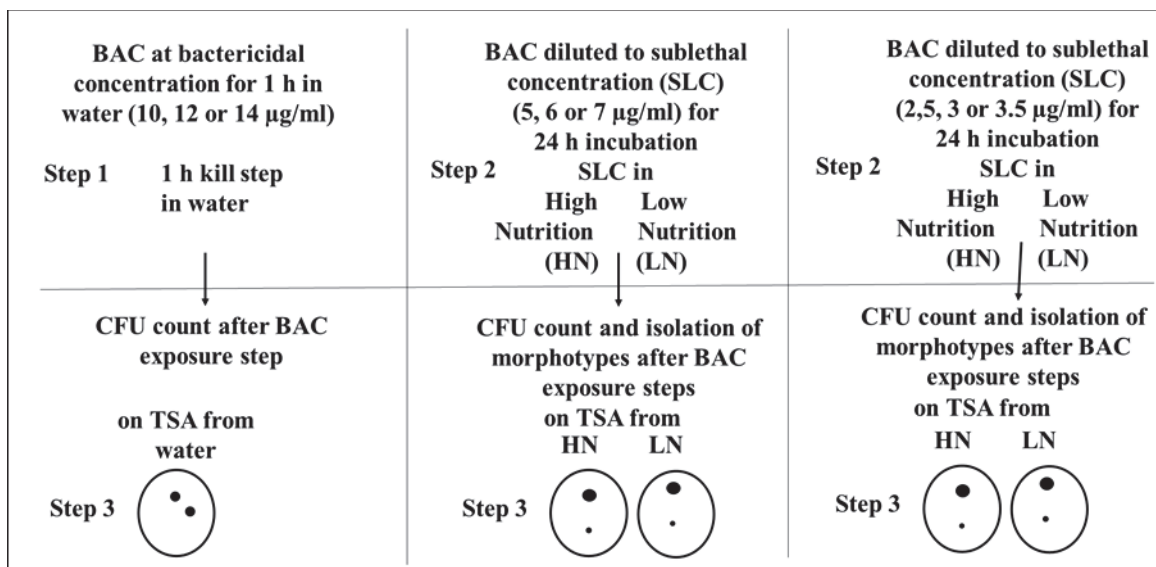 BAC at bactericidal
concentration for 1 h in
water (10, 12 or 14 µg/ml)
Step 1
1 h kill step
in water
CFU count after BAC
exposure step
on TSA from
water
Step 3
BAC diluted to sublethal
concentration (SLC)
(5, 6 or 7 µg/ml) for
24 h incubation
Step 2
SLC in
High Low
Nutrition Nutrition
(HN) (LN)
CFU count and isolation of
morphotypes after BAC
exposure steps
on TSA from
HN LN
Step 3
BAC diluted to sublethal
concentration (SLC)
(2,5, 3 or 3.5 µg/ml) for
24 h incubation
Step 2
SLC in
High Low
Nutrition Nutrition
(HN) (LN)
CFU count and isolation of
morphotypes after BAC
exposure steps
on TSA from
HN LN
Step 3